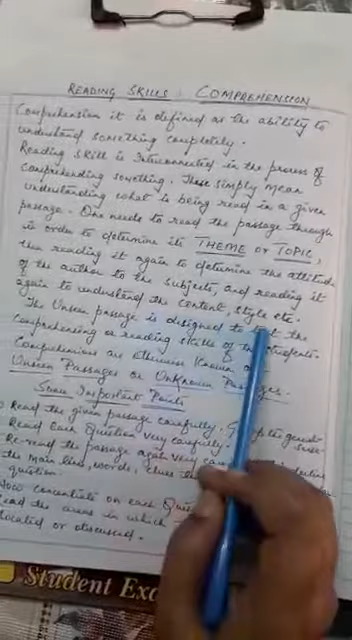 READING SKILLS : COMPREHENSION
Comprehension it is defined as the ability to
understand something completely.
Reading skill is Interconnected in the process of
comprehending something. These simply mean
understanding what is being read in a given
passage. One needs to read the passage through
in order to determine its THEME or TOPIC,
then reading it again to determine the attitude
of the author to the subject, and reading it
again to understand the content, style etc.
The Unseen passage is designed to test the
comprehending or reading skills of the students.
Comprehensions are Known
Unseen Passages or UnKnown Passages.
Some Important Points
Read the given passage carefully. the
Read each Question very carefully.
Re-read the passage again very
the main lines, words, clues
question.
Now concentrate on each
Read the areas in which
located or discussed.
Student